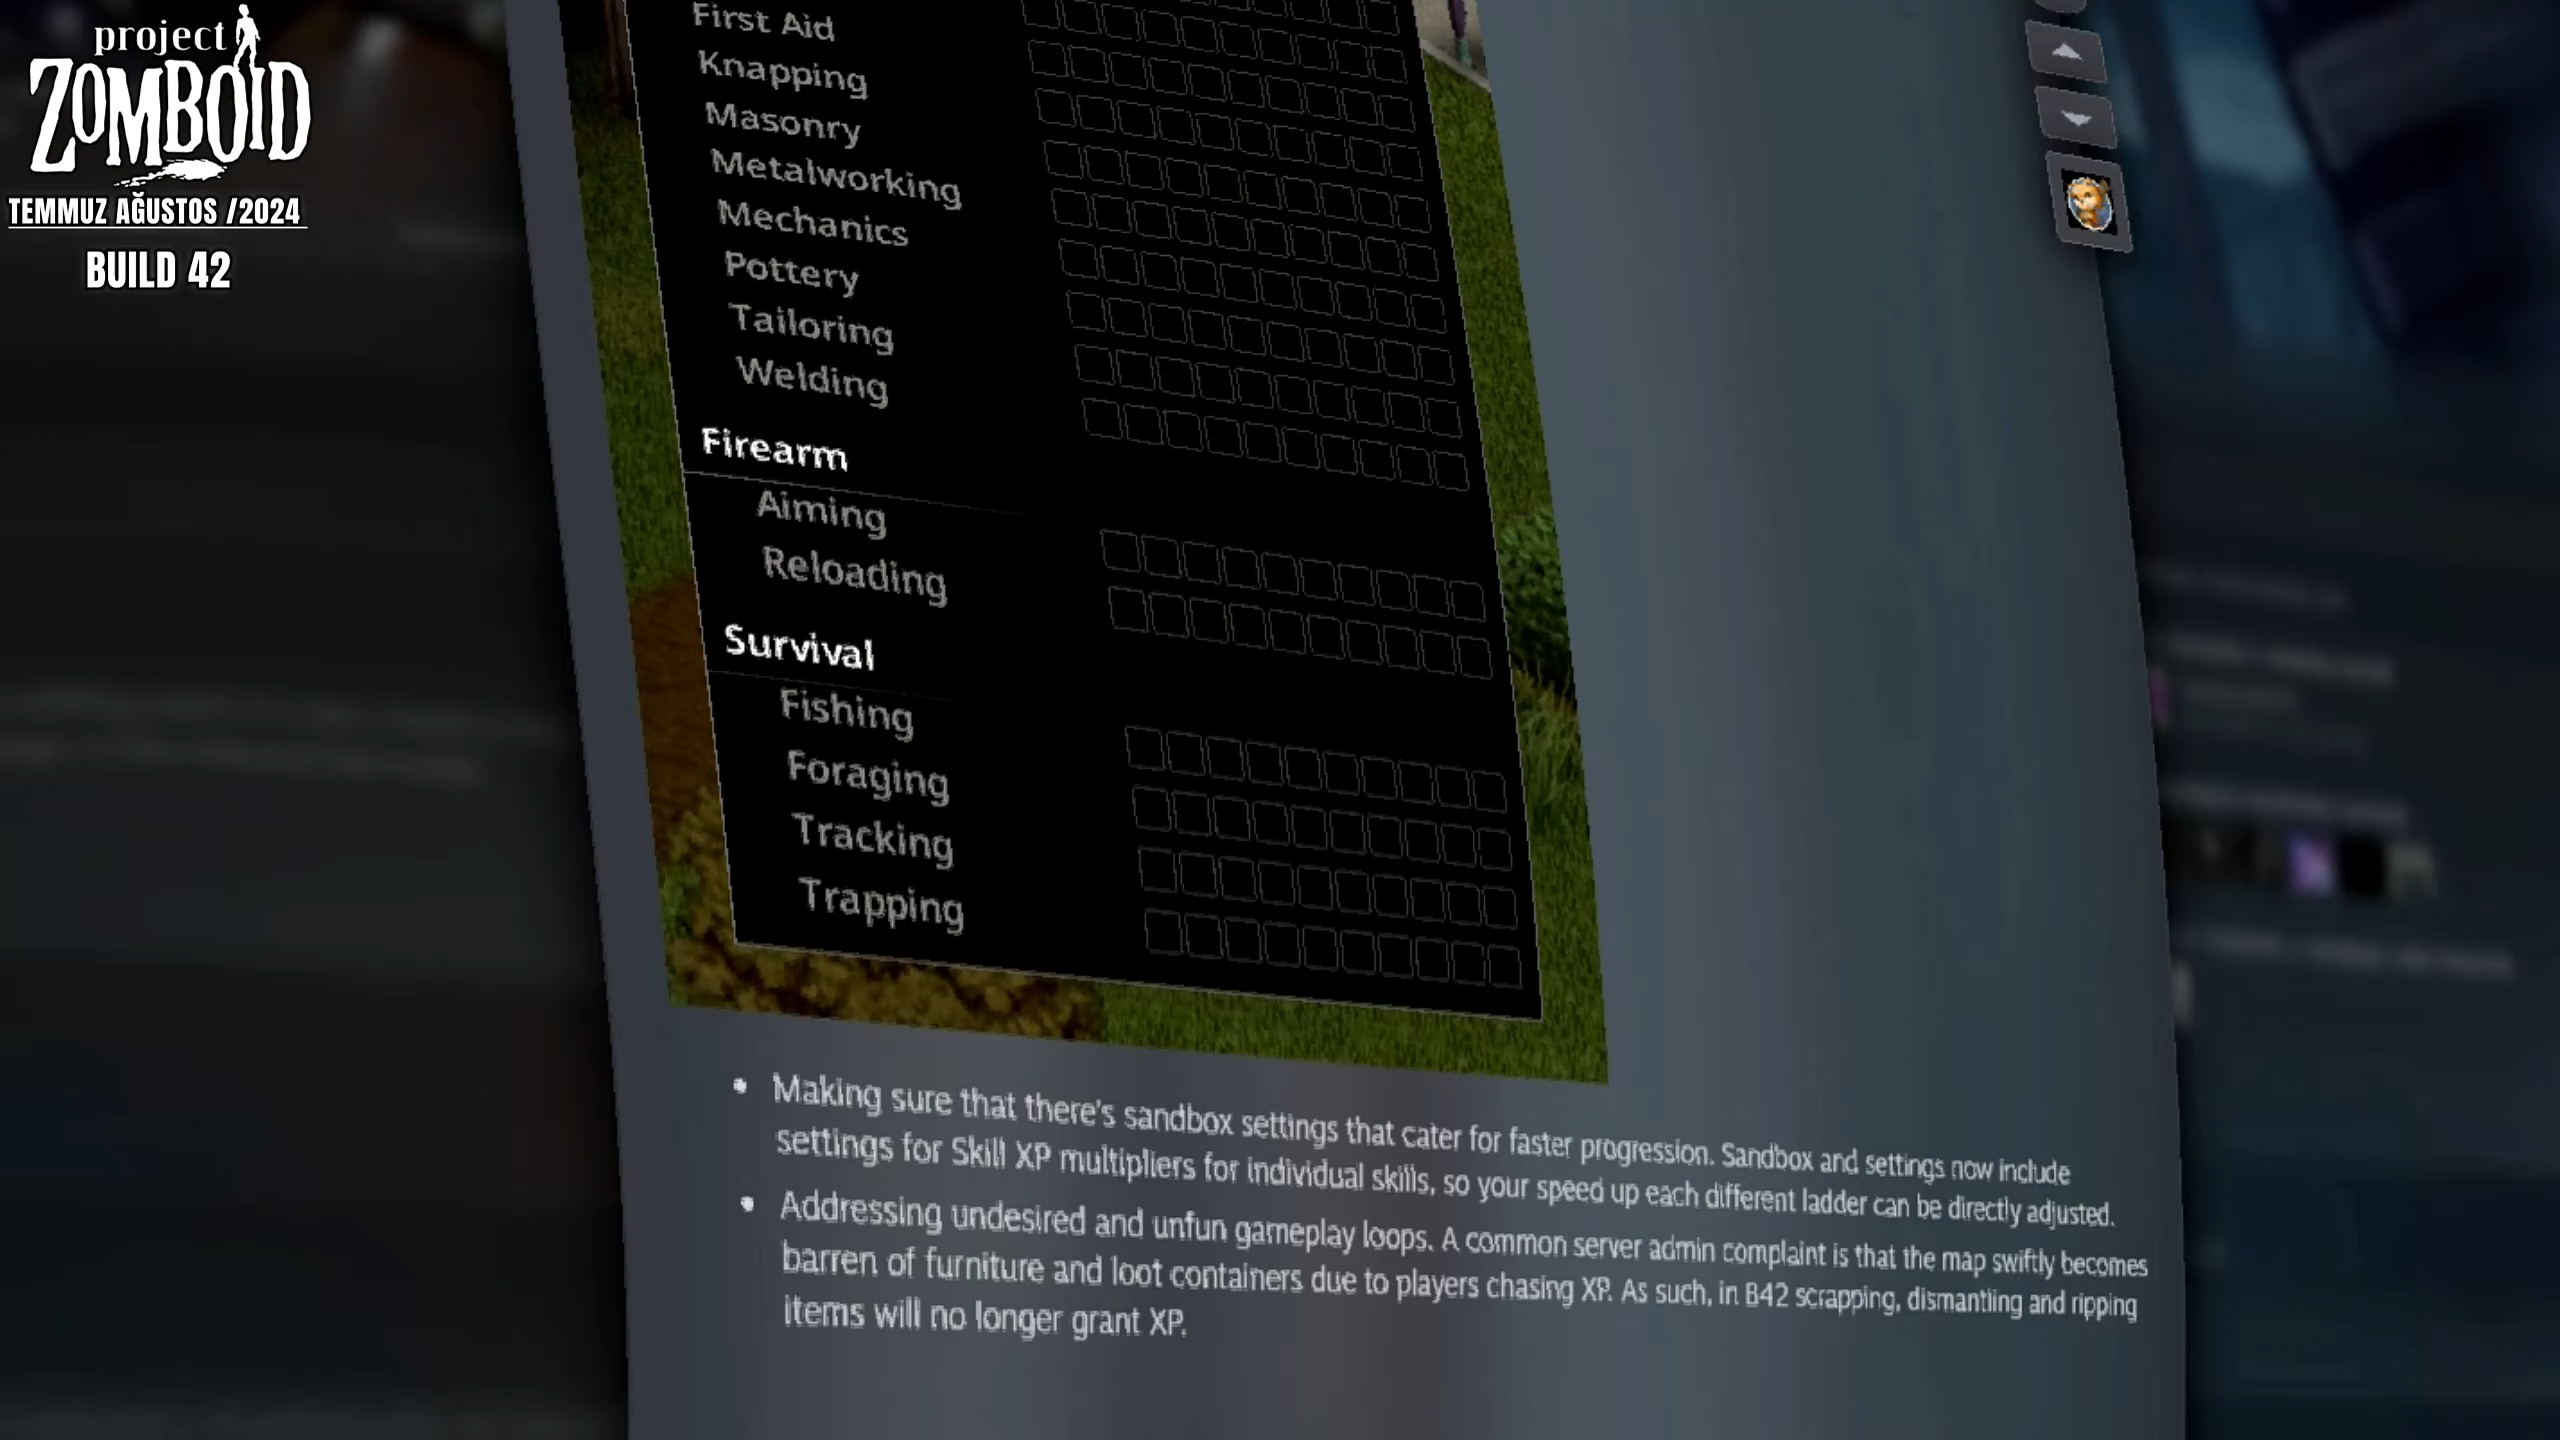 project
ZOMBOID
TEMMUZ AĞUSTOS /2024
BUILD 42
First Aid
Knapping
Masonry
Metalworking
Mechanics
Pottery
Tailoring
Welding
Firearm
Aiming
Reloading
Survival
Fishing
Foraging
Tracking
Trapping
• Making sure that there's sandbox settings that cater for faster progression. Sandbox and settings now include
settings for Skill XP multipliers for individual skills, so your speed up each different ladder can be directly adjusted.
• Addressing undesired and unfun gameplay loops. A common server admin complaint is that the map swiftly becomes
barren of furniture and loot containers due to players chasing XP. As such, in B42 scrapping, dismantling and ripping
items will no longer grant XP.